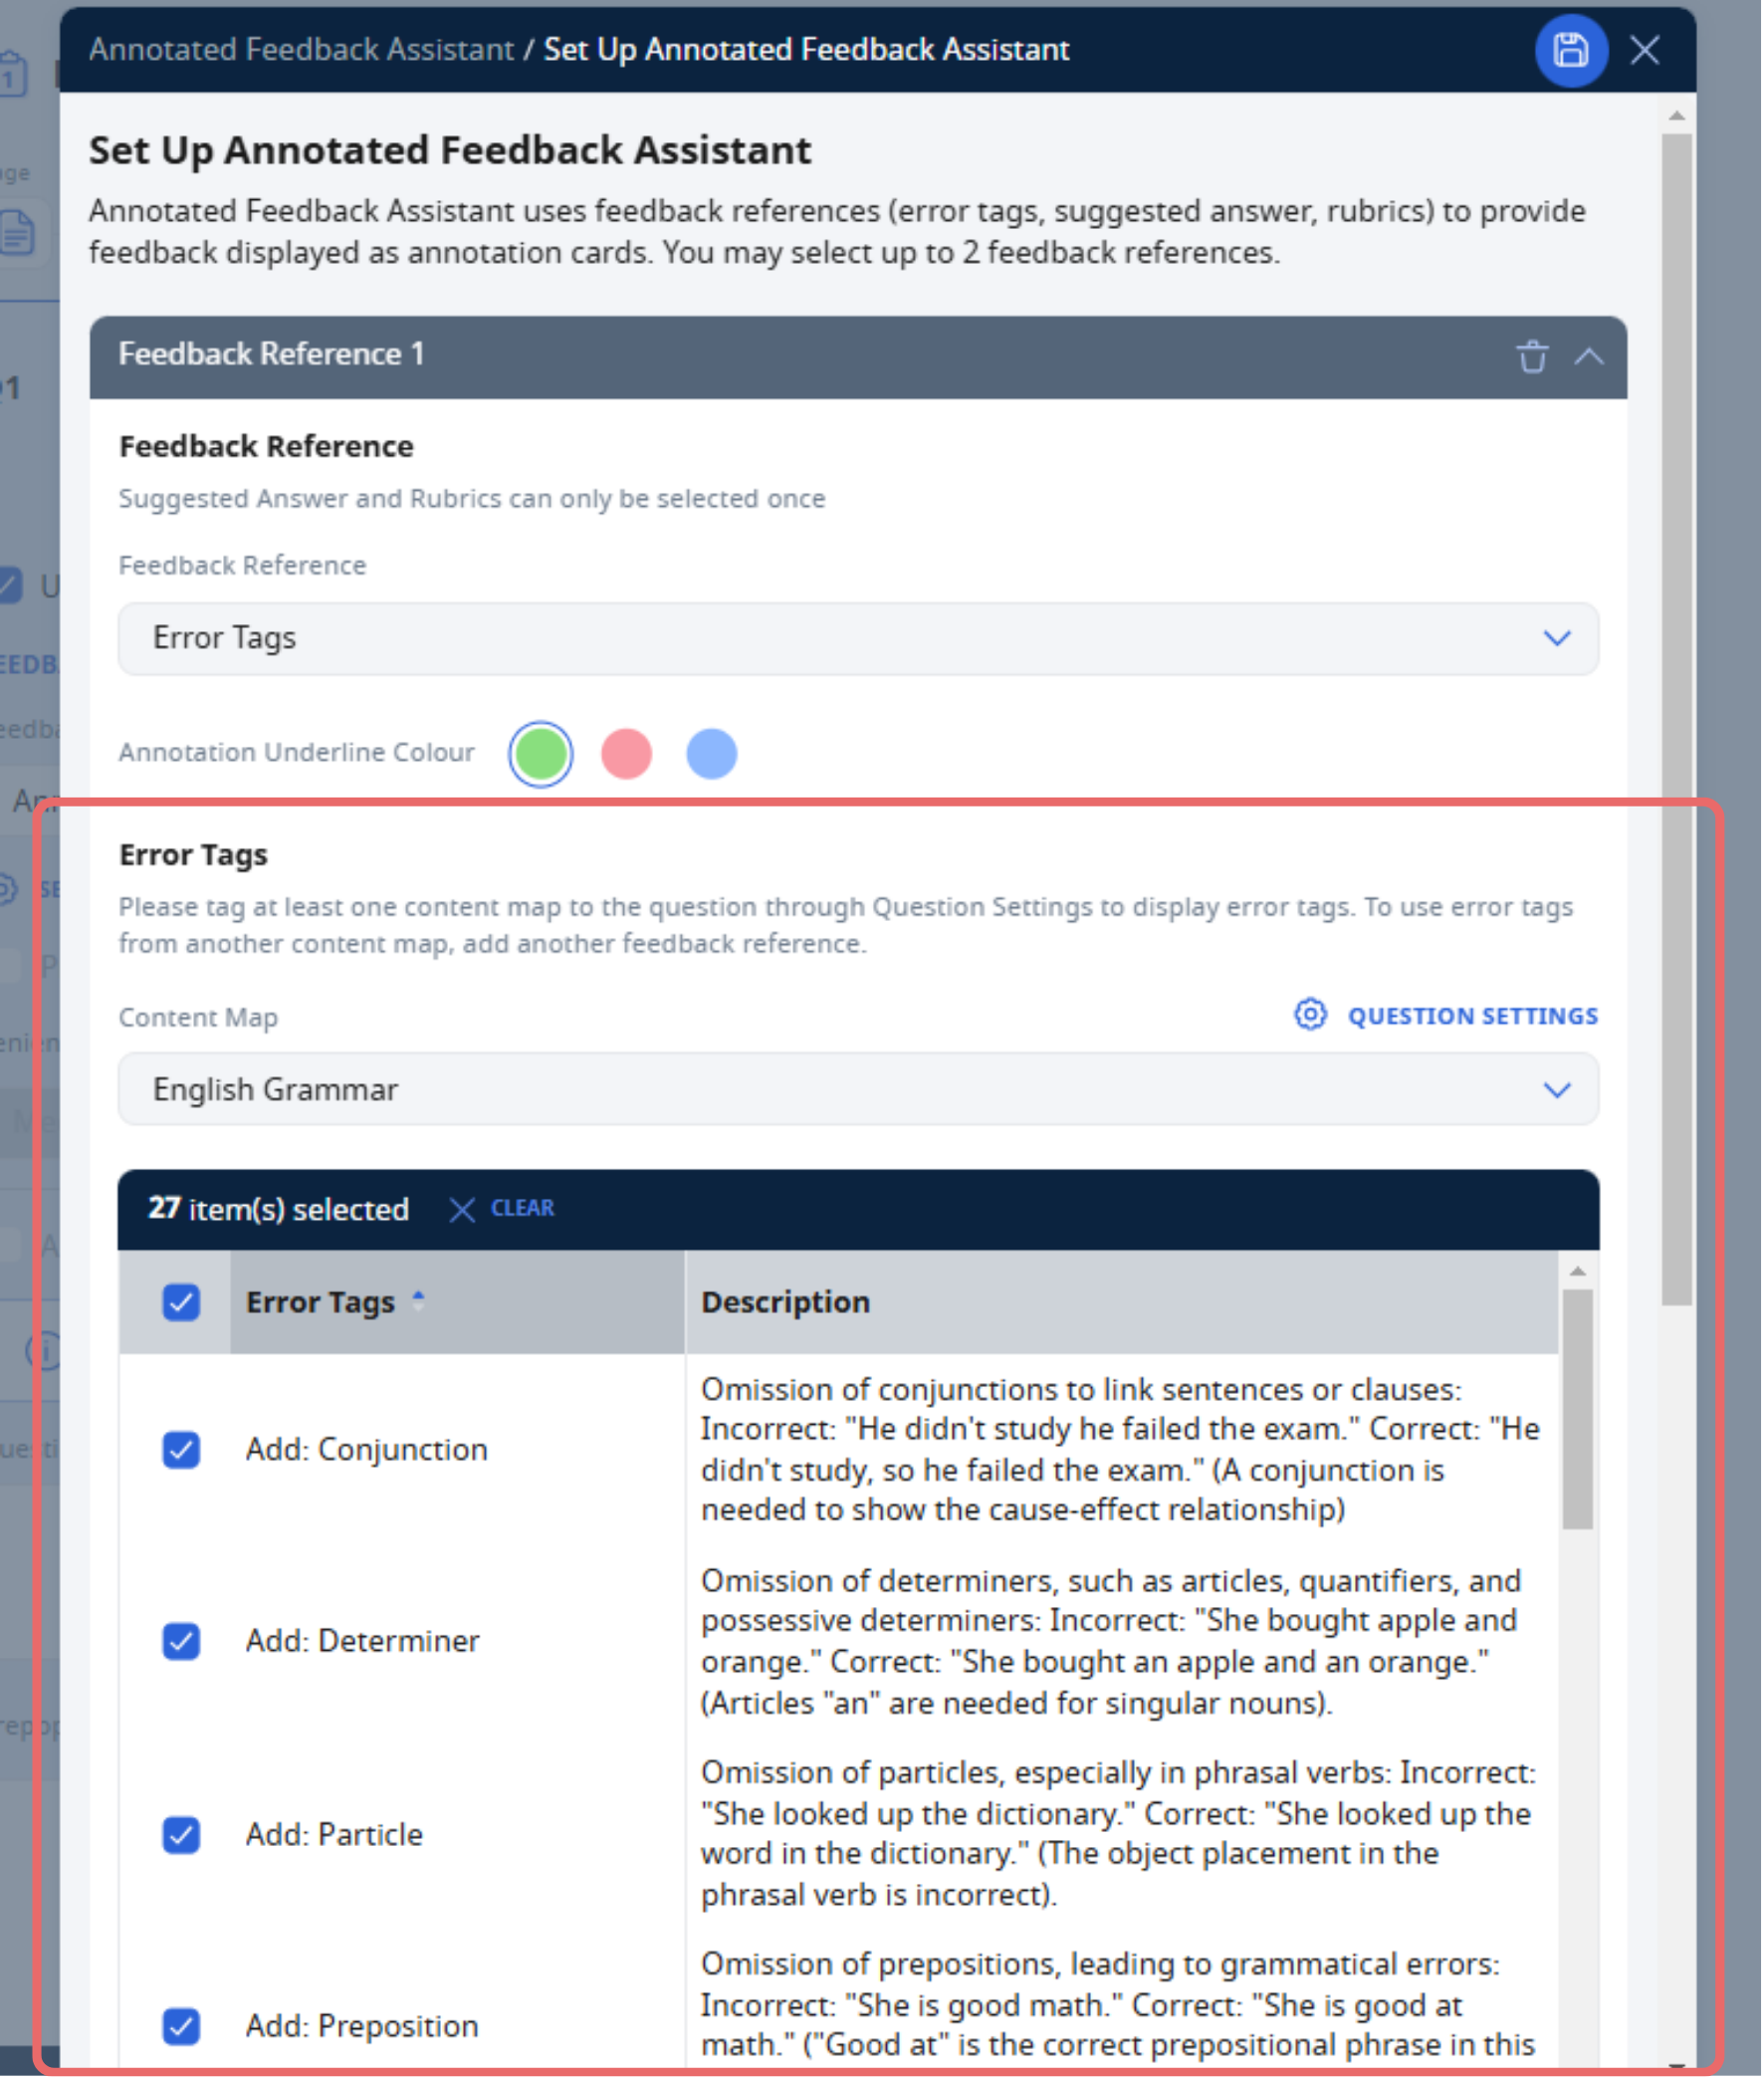 Annotated Feedback Assistant / Set Up Annotated Feedback Assistant
Set Up Annotated Feedback Assistant
Annotated Feedback Assistant uses feedback references (error tags, suggested answer, rubrics) to provide
feedback displayed as annotation cards. You may select up to 2 feedback references.
Feedback Reference 1
Feedback Reference
Suggested Answer and Rubrics can only be selected once
Feedback Reference
Error Tags
Annotation Underline Colour
Error Tags
Please tag at least one content map to the question through Question Settings to display error tags. To use error tags
from another content map, add another feedback reference.
Content Map
QUESTION SETTINGS
English Grammar
27 item(s) selected
CLEAR
Error Tags
Description
Add: Conjunction
Omission of conjunctions to link sentences or clauses:
Incorrect: "He didn't study he failed the exam." Correct: "He
didn't study, so he failed the exam." (A conjunction is
needed to show the cause-effect relationship)
Add: Determiner
Omission of determiners, such as articles, quantifiers, and
possessive determiners: Incorrect: "She bought apple and
orange." Correct: "She bought an apple and an orange."
(Articles "an" are needed for singular nouns).
Add: Particle
Omission of particles, especially in phrasal verbs: Incorrect:
"She looked up the dictionary." Correct: "She looked up the
word in the dictionary." (The object placement in the
phrasal verb is incorrect).
Add: Preposition
Omission of prepositions, leading to grammatical errors:
Incorrect: "She is good math." Correct: "She is good at
math." ("Good at" is the correct prepositional phrase in this